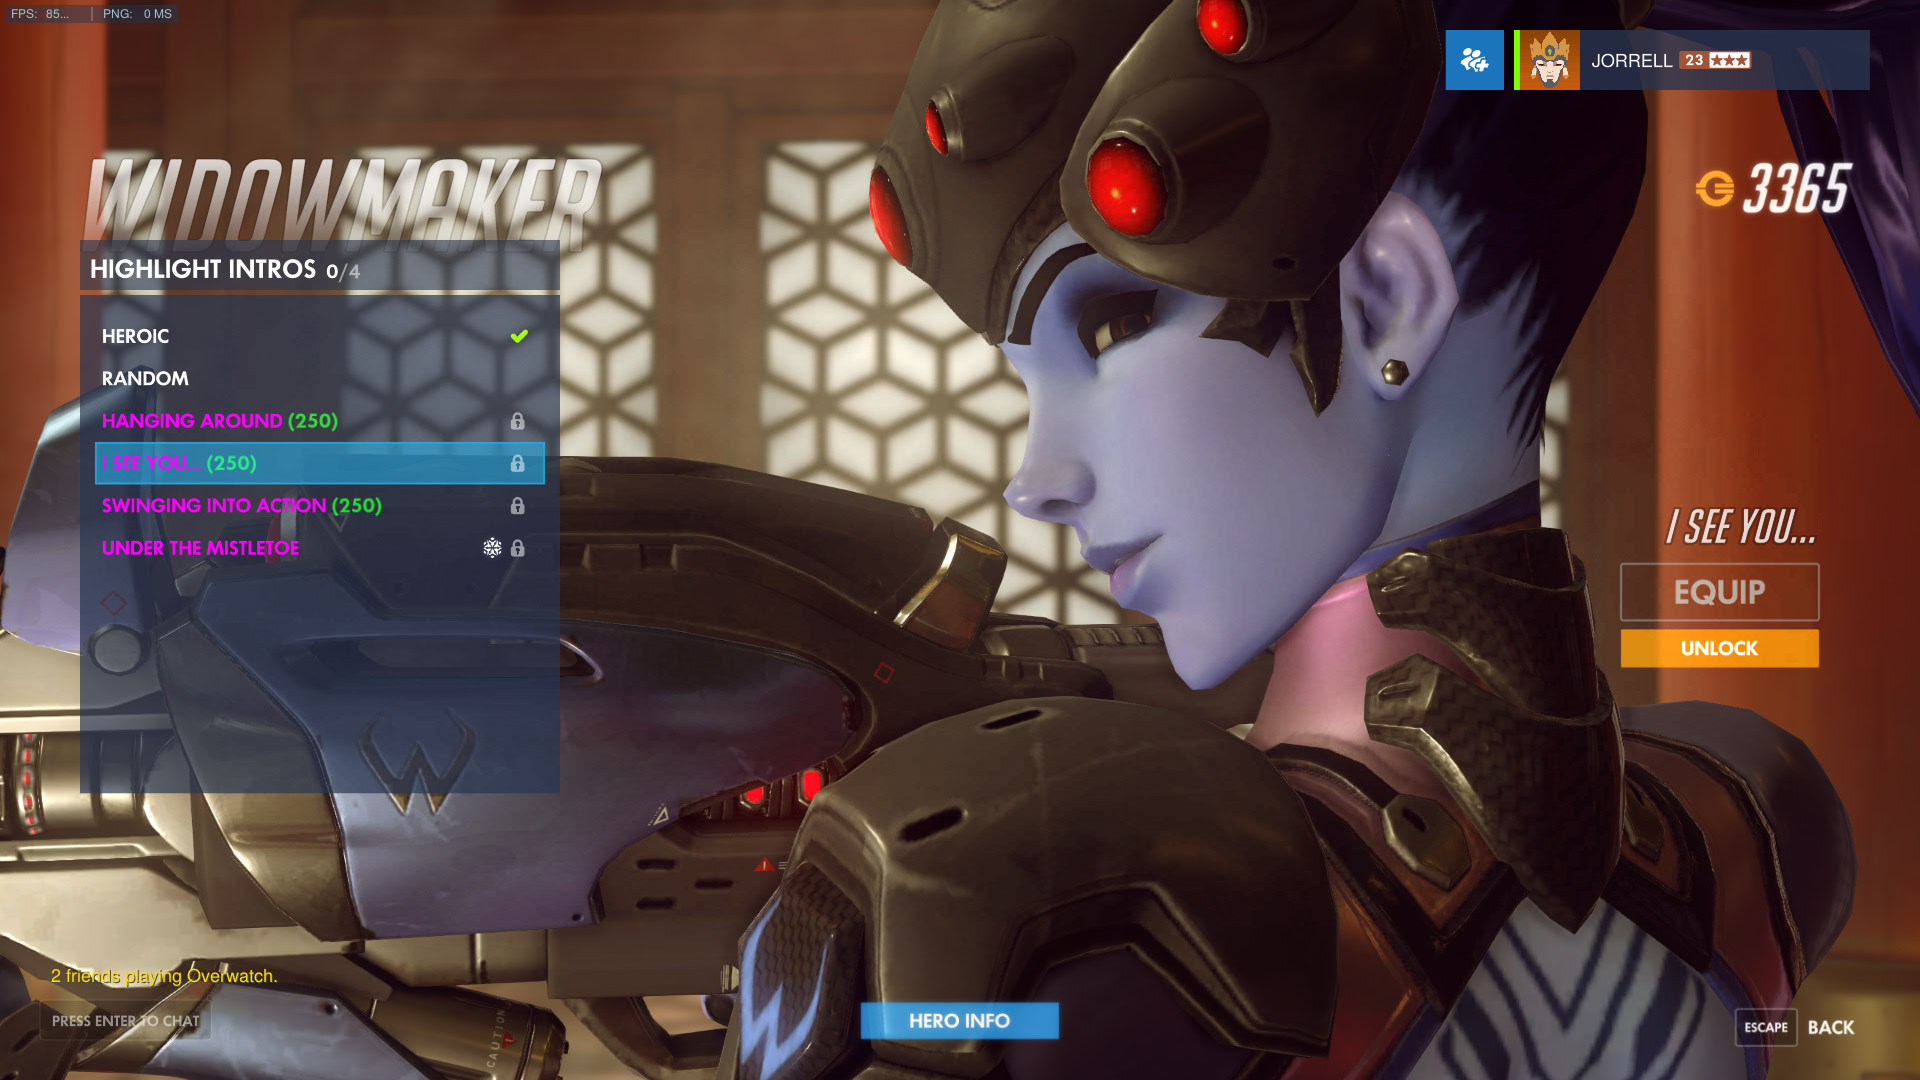 FPS: 85... | PNG: 0 MS
JORRELL 23
WIDOWMAKER
3365
HIGHLIGHT INTROS 0/4
HEROIC
RANDOM
HANGING AROUND (250)
I SEE YOU... (250)
SWINGING INTO ACTION (250)
UNDER THE MISTLETOE
I SEE YOU...
EQUIP
UNLOCK
2 friends playing Overwatch.
PRESS ENTER TO CHAT
CAUTION
HERO INFO
ESCAPE BACK